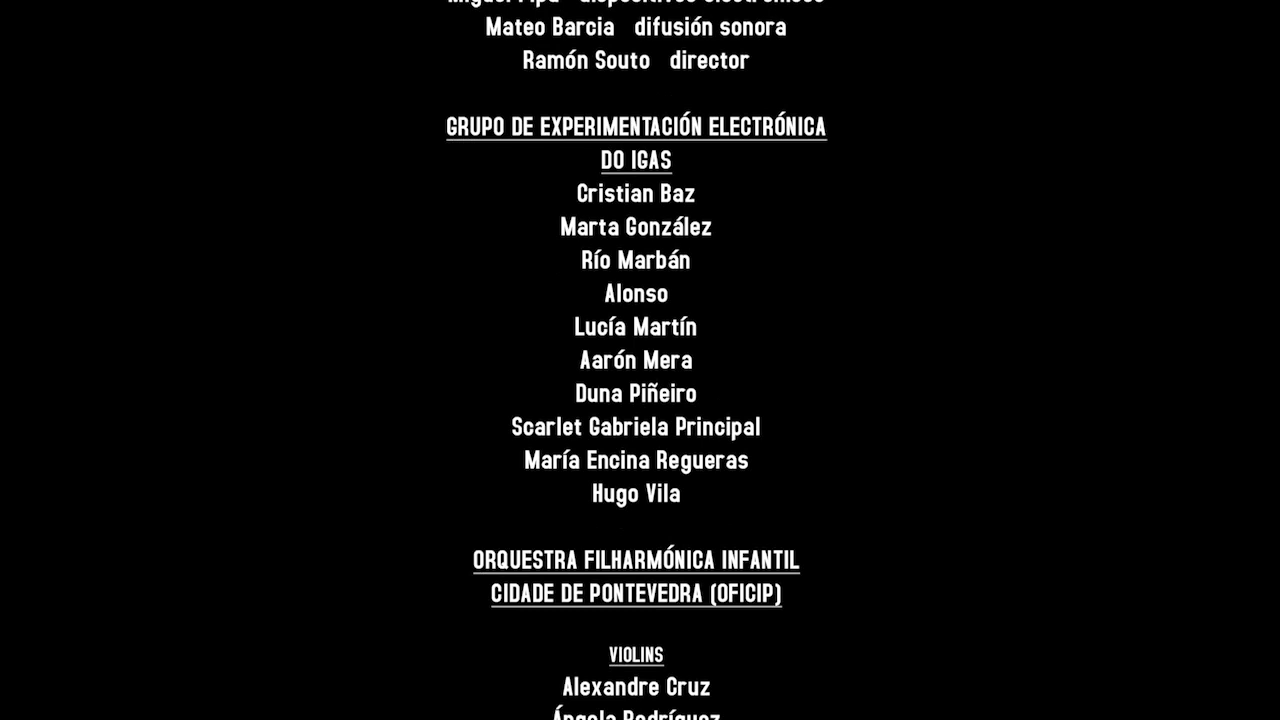 Mateo Barcia difusión sonora
Ramón Souto director
GRUPO DE EXPERIMENTACIÓN ELECTRÓNICA
DO IGAS
Cristian Baz
Marta González
Río Marbán
Alonso
Lucía Martín
Aarón Mera
Duna Piñeiro
Scarlet Gabriela Principal
María Encina Regueras
Hugo Vila
ORQUESTRA FILHARMÓNICA INFANTIL
CIDADE DE PONTEVEDRA (OFICIP)
VIOLINS
Alexandre Cruz